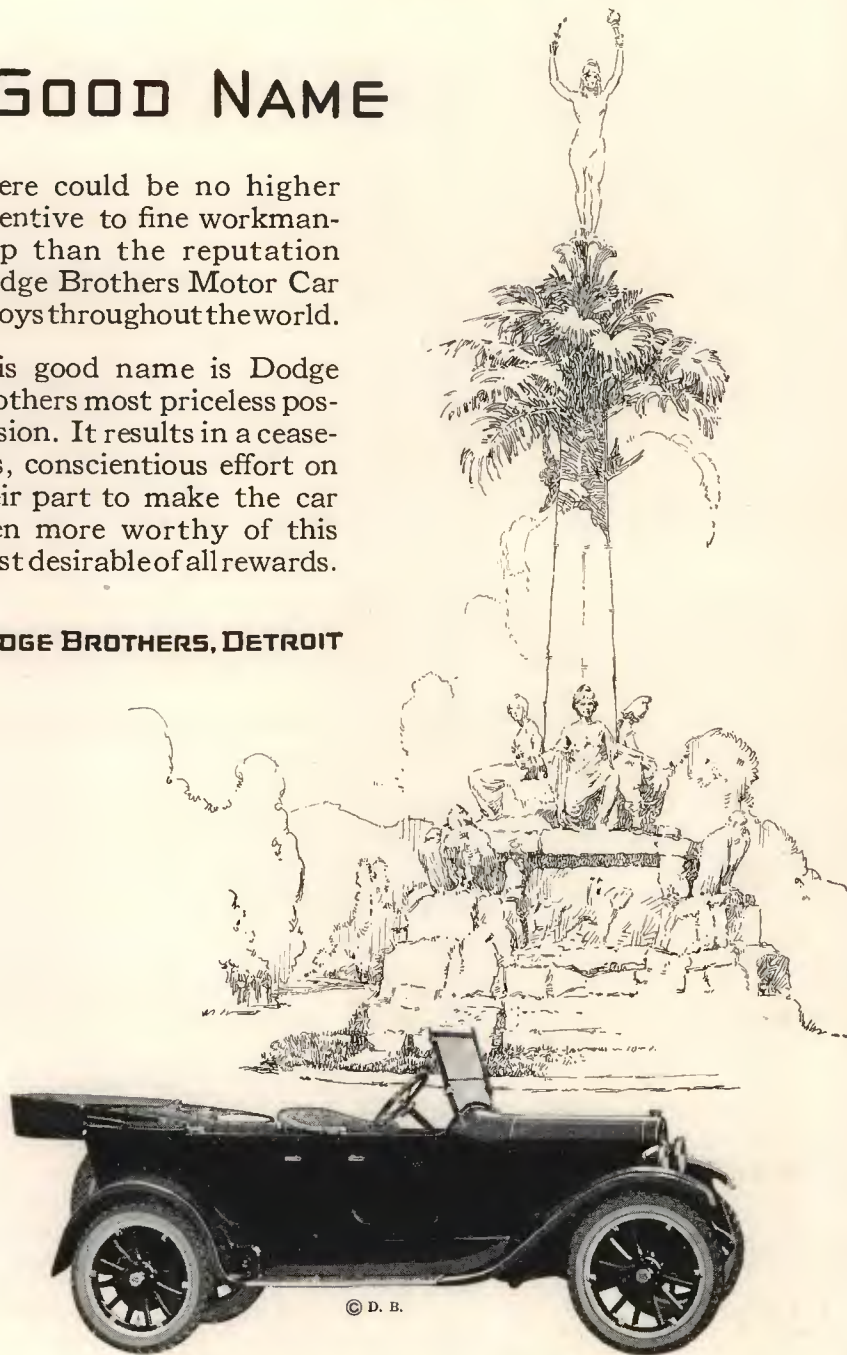 GOOD NAME
ere could be no higher
entive to fine workman-
p than the reputation
dge Brothers Motor Car
oys throughout the world.
is good name is Dodge
others most priceless pos-
sion. It results in a cease-
s, conscientious effort on
eir part to make the car
en more worthy of this
st desirable of all rewards.
DGE BROTHERS, DETROIT
© D. B.